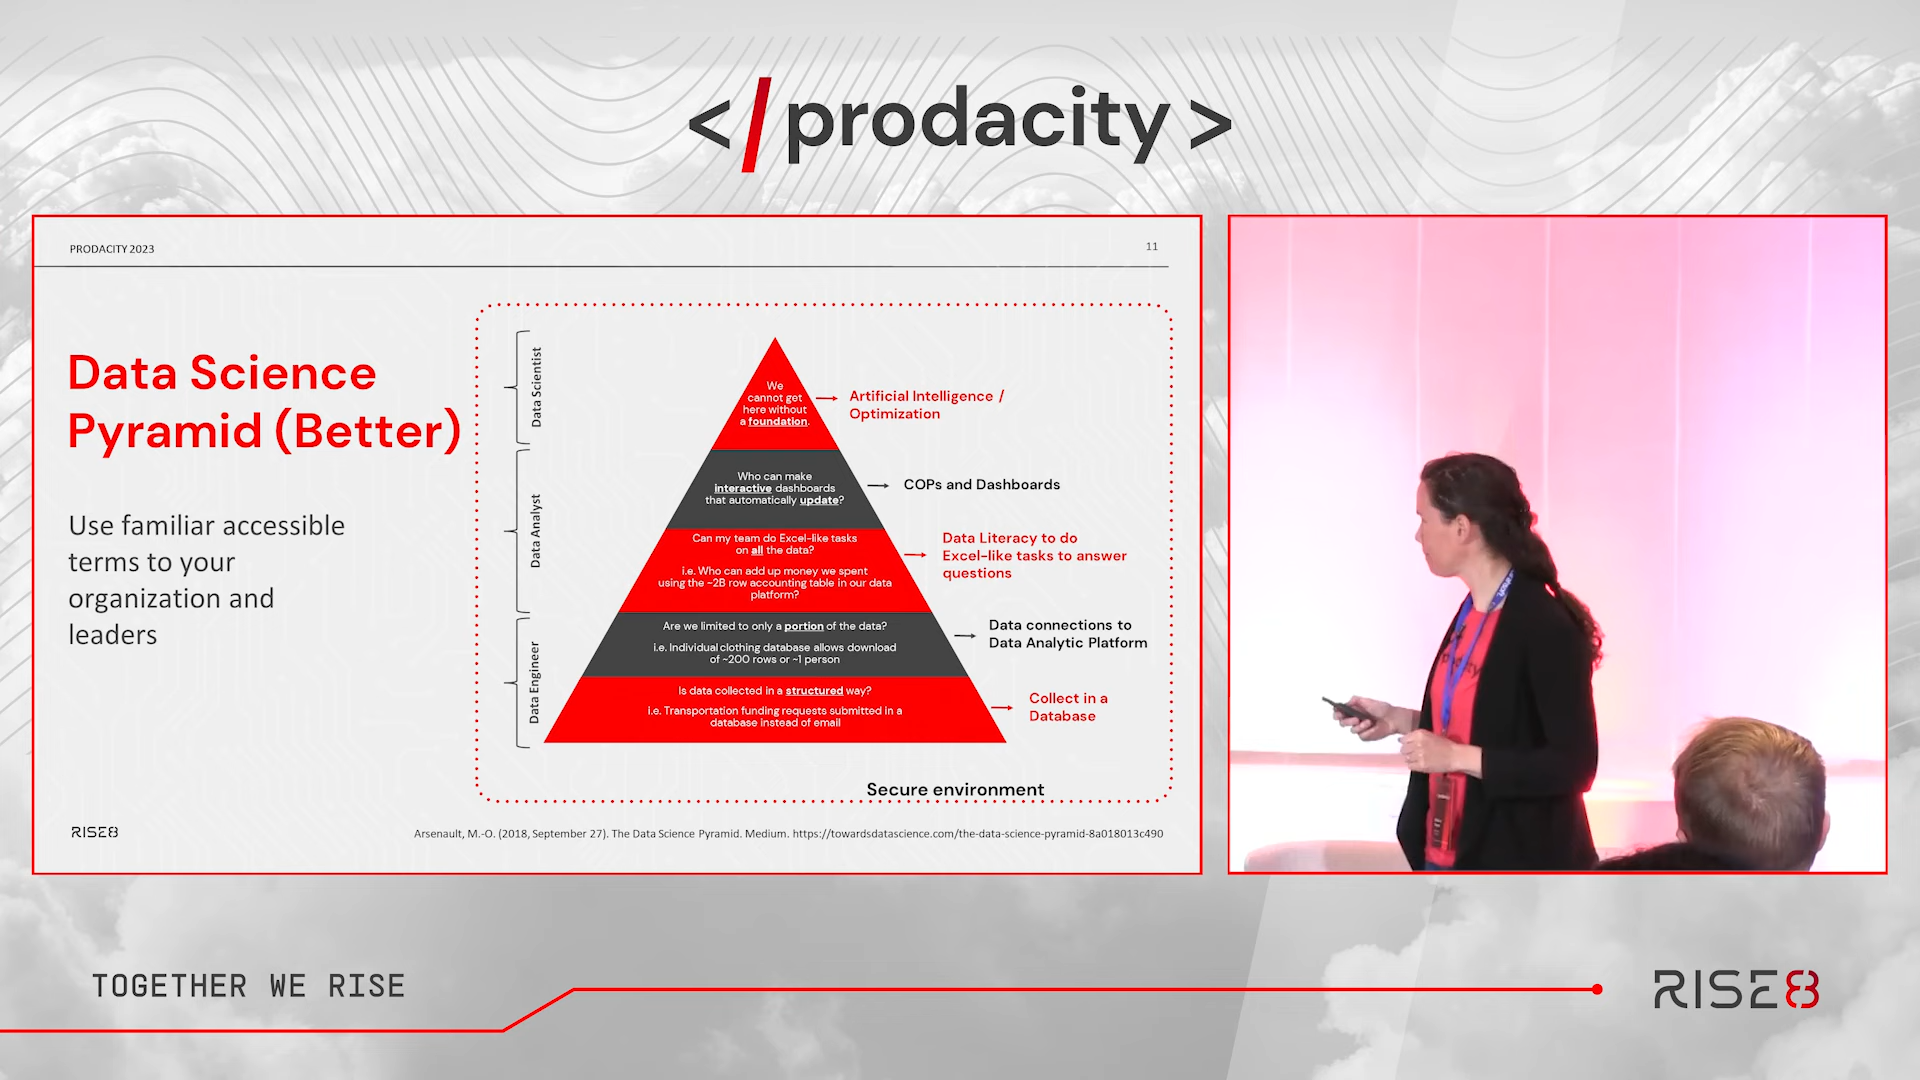 </prodacity>
PRODACITY 2023
11
Data Science
Pyramid (Better)
Use familiar accessible
terms to your
organization and
leaders
Data Scientist
Data Analyst
Data Engineer
We
cannot get
here without
a foundation.
Artificial Intelligence /
Optimization
Who can make
interactive dashboards
that automatically update?
COPs and Dashboards
Can my team do Excel-like tasks
on all the data?
i.e. Who can add up money we spent
using the ~2B row accounting table in our data
platform?
Data Literacy to do
Excel-like tasks to answer
questions
Are we limited to only a portion of the data?
i.e. Individual clothing database allows download
of ~200 rows or ~1 person
Data connections to
Data Analytic Platform
Is data collected in a structured way?
i.e. Transportation funding requests submitted in a
database instead of email
Collect in a
Database
Secure environment
RISE8
Arsenault, M.-O. (2018, September 27). The Data Science Pyramid. Medium. https://towardsdatascience.com/the-data-science-pyramid-8a018013c490
TOGETHER WE RISE
RISE8